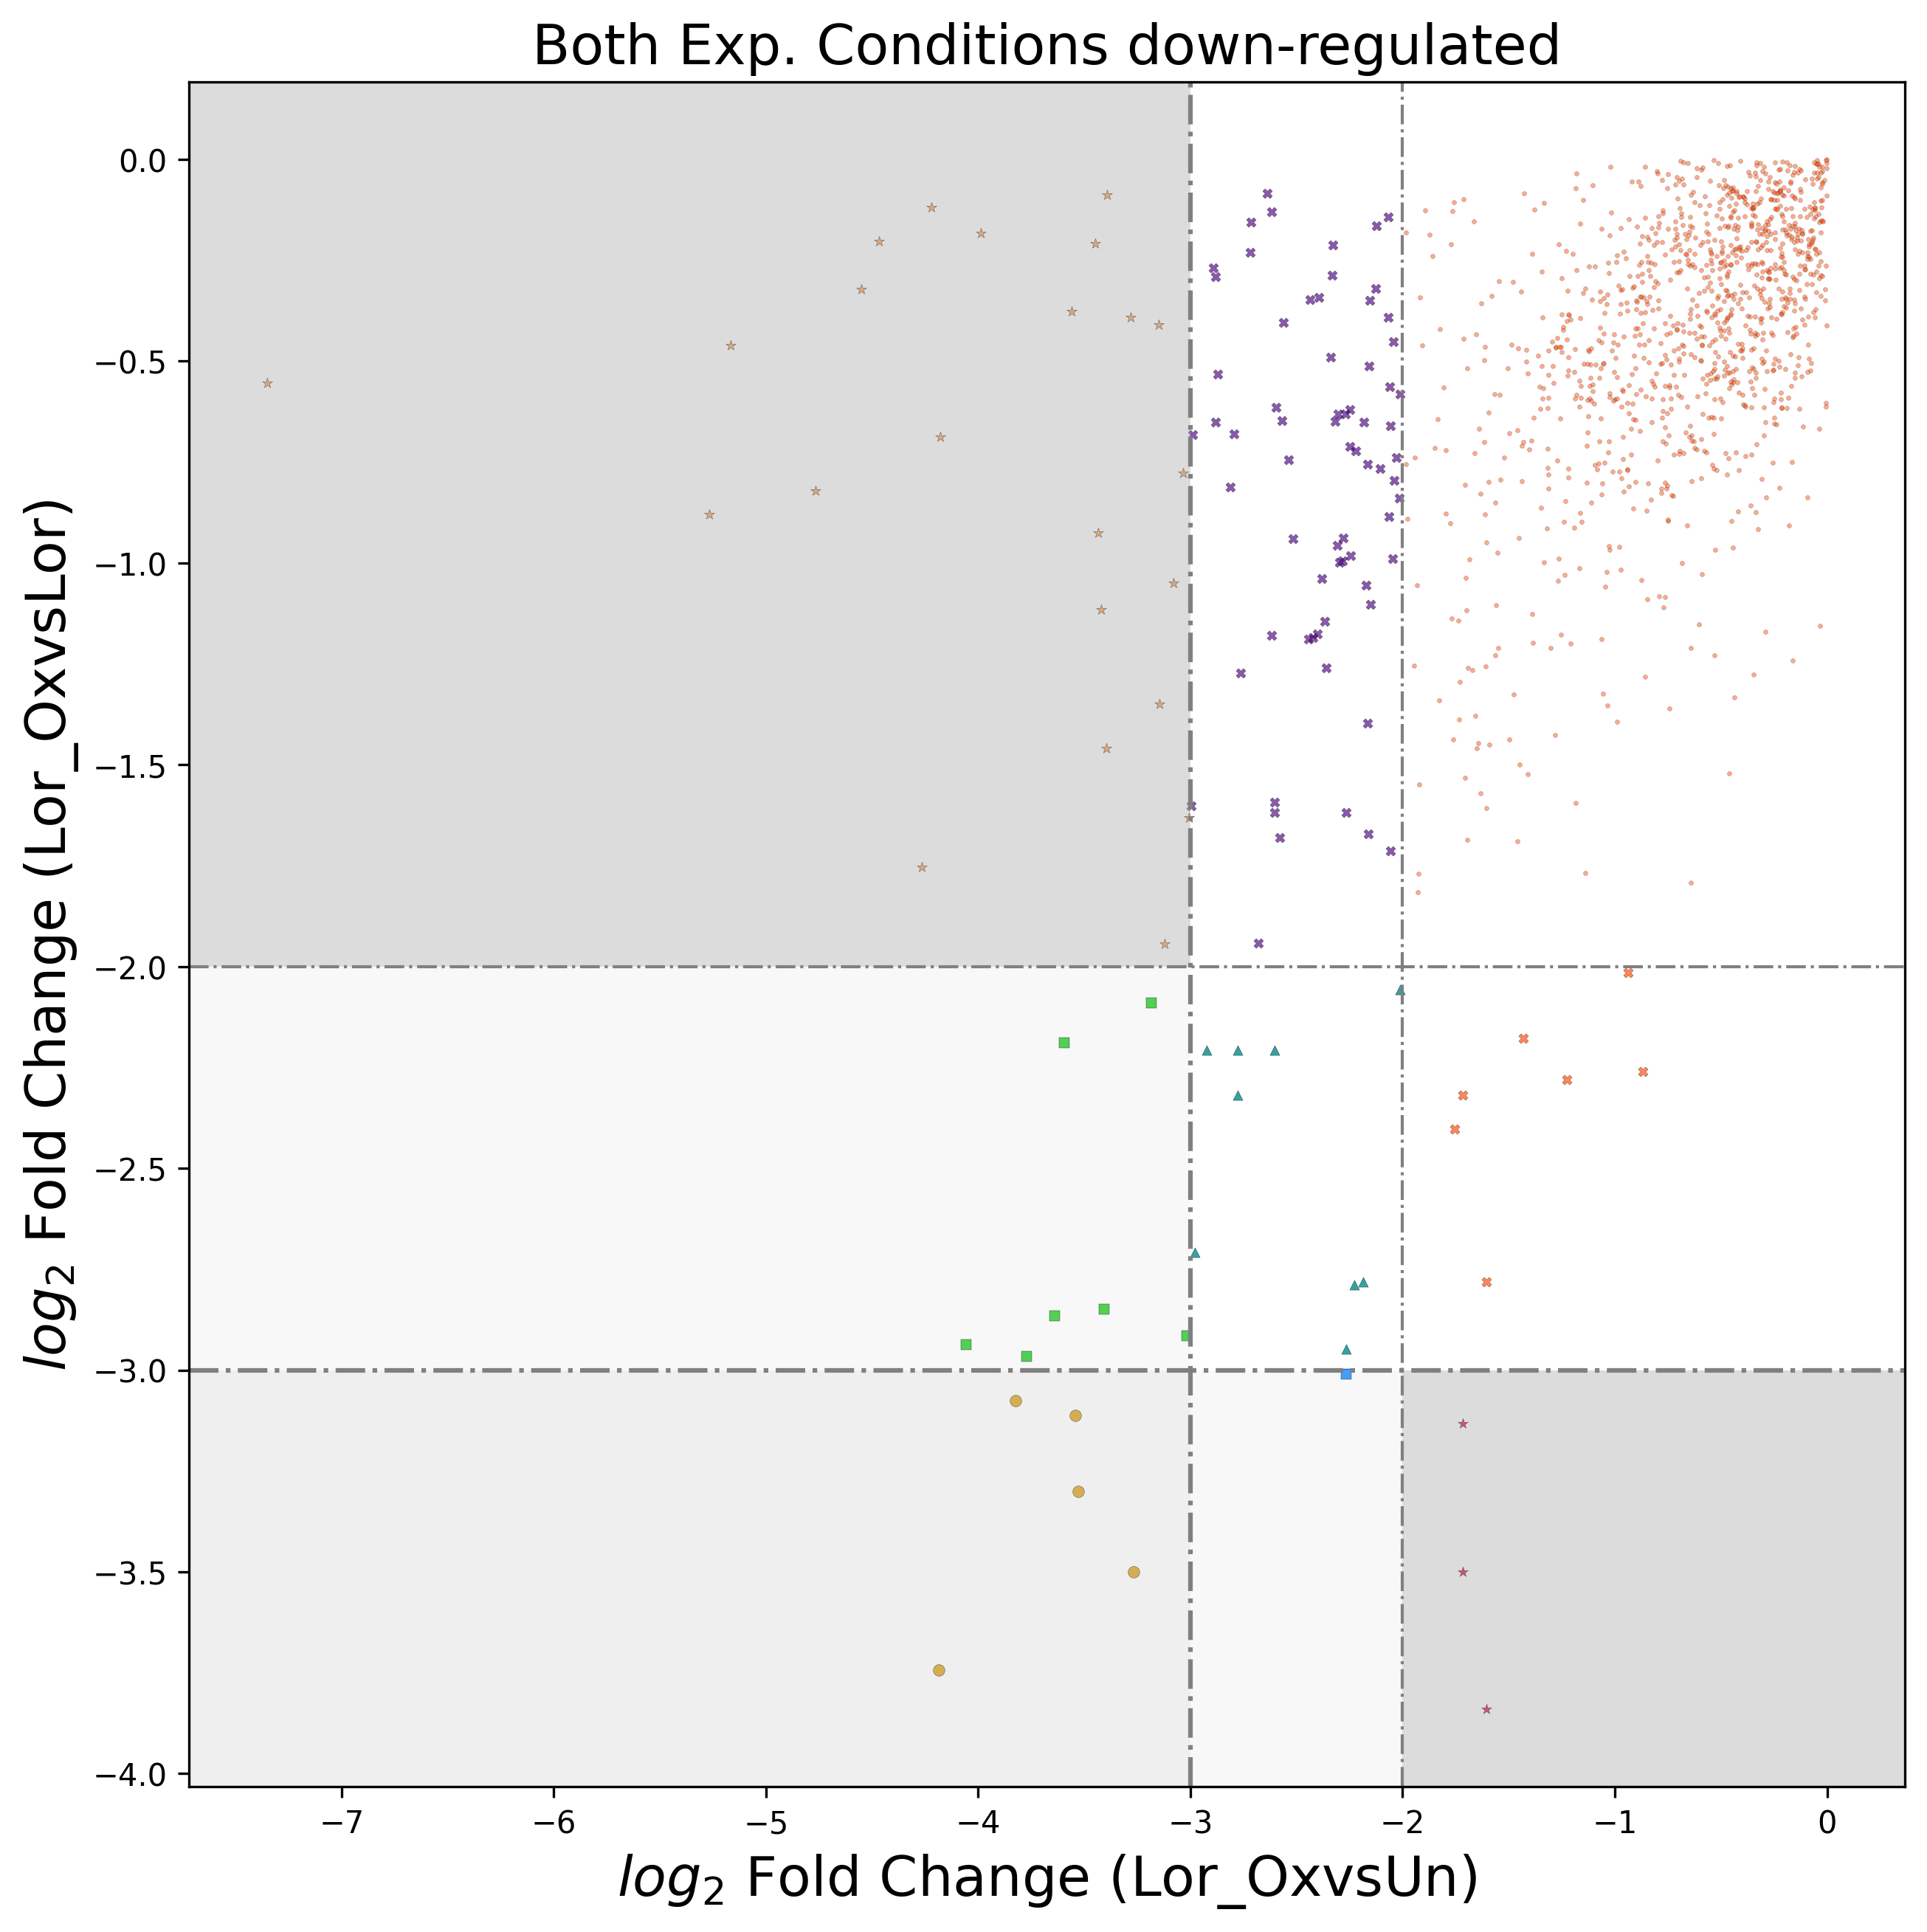 Both Exp. Conditions down-regulated
log2 Fold Change (Lor_OxvsLor)
0.0
−0.5
−1.0
−1.5
−2.0
−2.5
−3.0
−3.5
−4.0
−7 −6 −5 −4 −3 −2 −1 0
log2 Fold Change (Lor_OxvsUn)